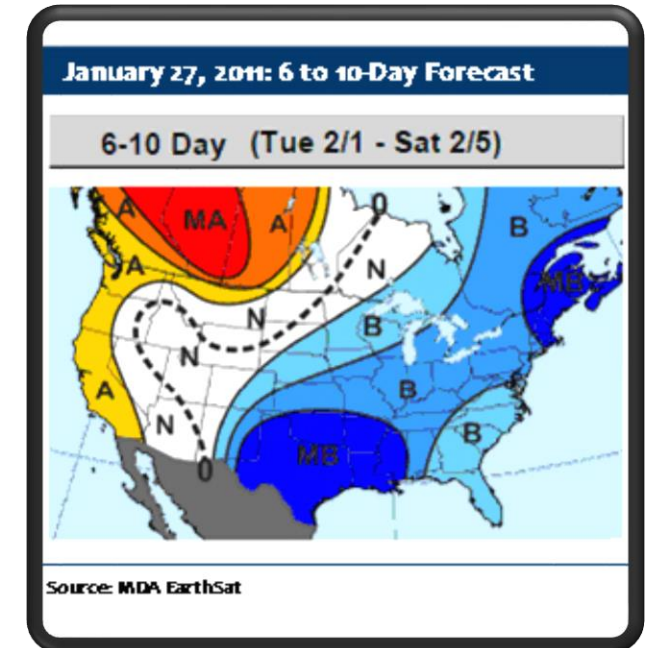 January 27, 2011: 6 to 10-Day Forecast
6-10 Day (Tue 2/1 - Sat 2/5)
0
A MA A B
A N MB
N B
N
A B
N B
MB
0
Source: MDA EarthSat